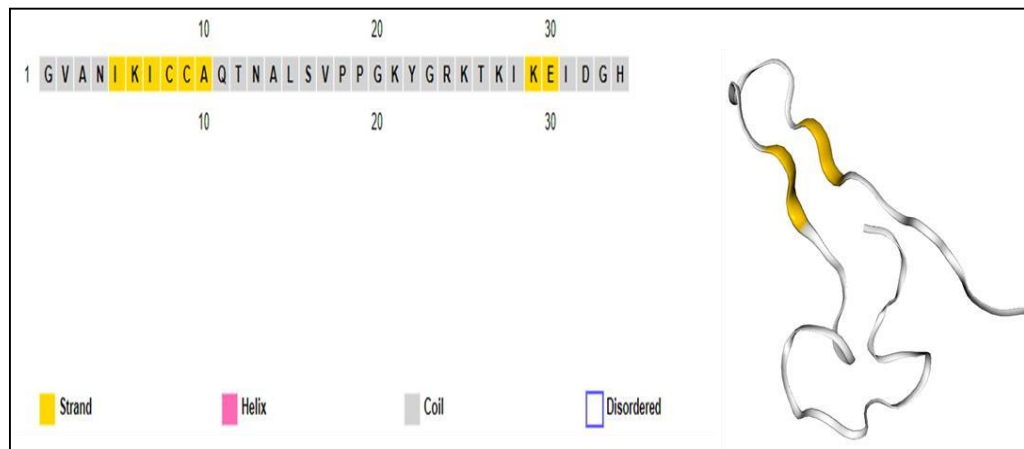 10 20 30
1 G V A N I K I C C A Q T N A L S V P P G K Y G R K T K I K E I D G H
10 20 30
Strand Helix Coil Disordered